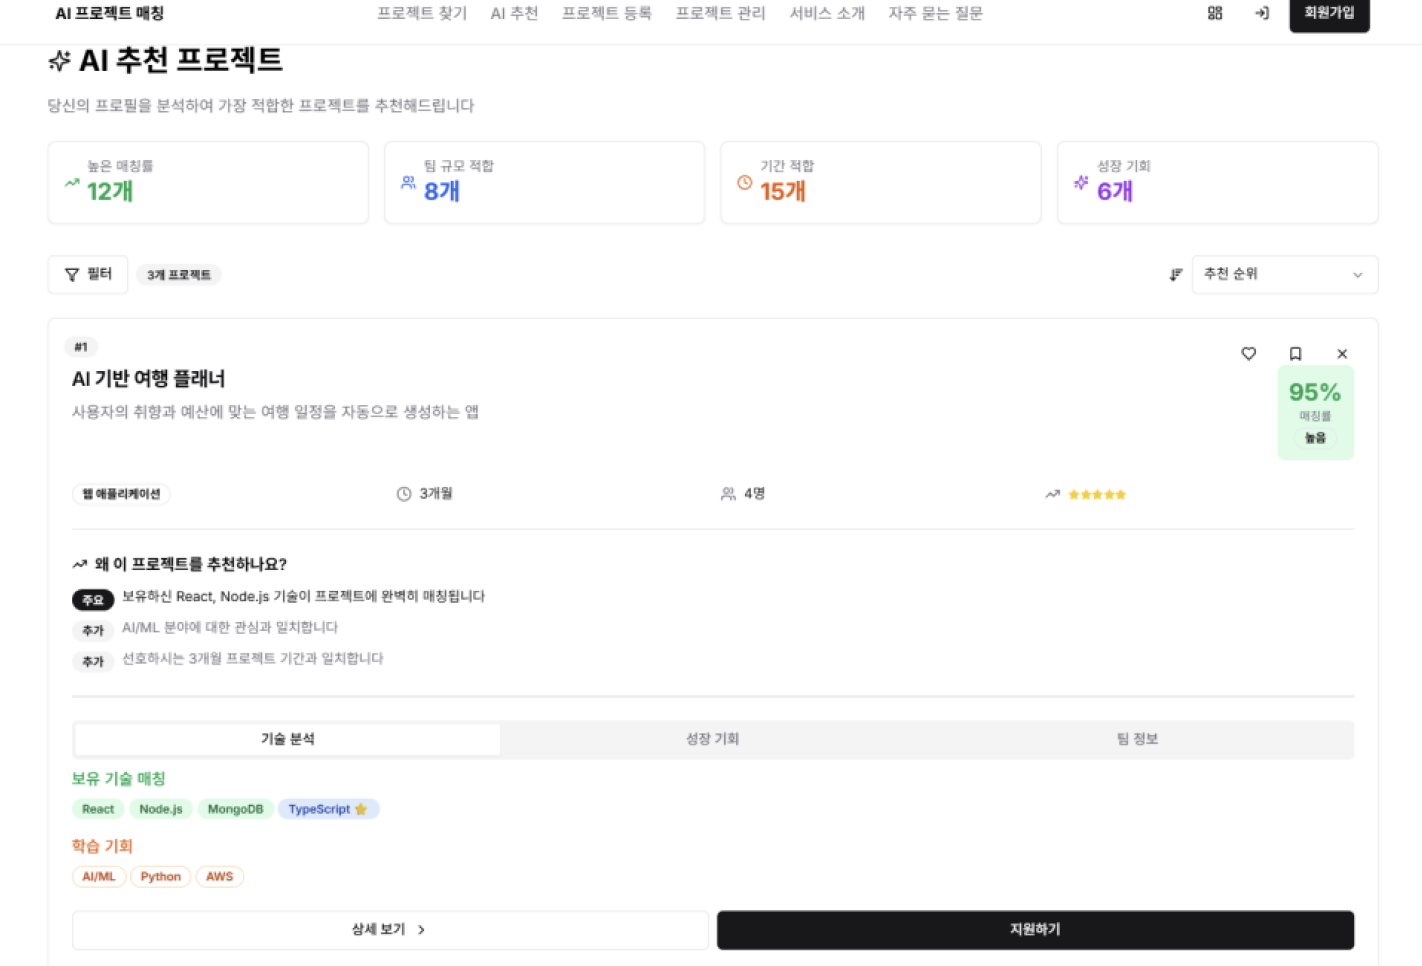 AI 프로젝트 매칭 프로젝트 찾기 AI 추천 프로젝트 등록 프로젝트 관리 서비스 소개 자주 묻는 질문 회원가입
AI 추천 프로젝트
당신의 프로필을 분석하여 가장 적합한 프로젝트를 추천해드립니다
높은 매칭률
12개
팀 규모 적합
8개
기간 적합
15개
성장 기회
6개
필터 3개 프로젝트 추천 순위
#1
AI 기반 여행 플래너
사용자의 취향과 예산에 맞는 여행 일정을 자동으로 생성하는 앱
95%
매칭률
높음
웹 애플리케이션 3개월 4명
왜 이 프로젝트를 추천하나요?
주요 보유하신 React, Node.js 기술이 프로젝트에 완벽히 매칭됩니다
추가 AI/ML 분야에 대한 관심과 일치합니다
추가 선호하시는 3개월 프로젝트 기간과 일치합니다
기술 분석 성장 기회 팀 정보
보유 기술 매칭
React Node.js MongoDB TypeScript
학습 기회
AI/ML Python AWS
상세 보기 지원하기